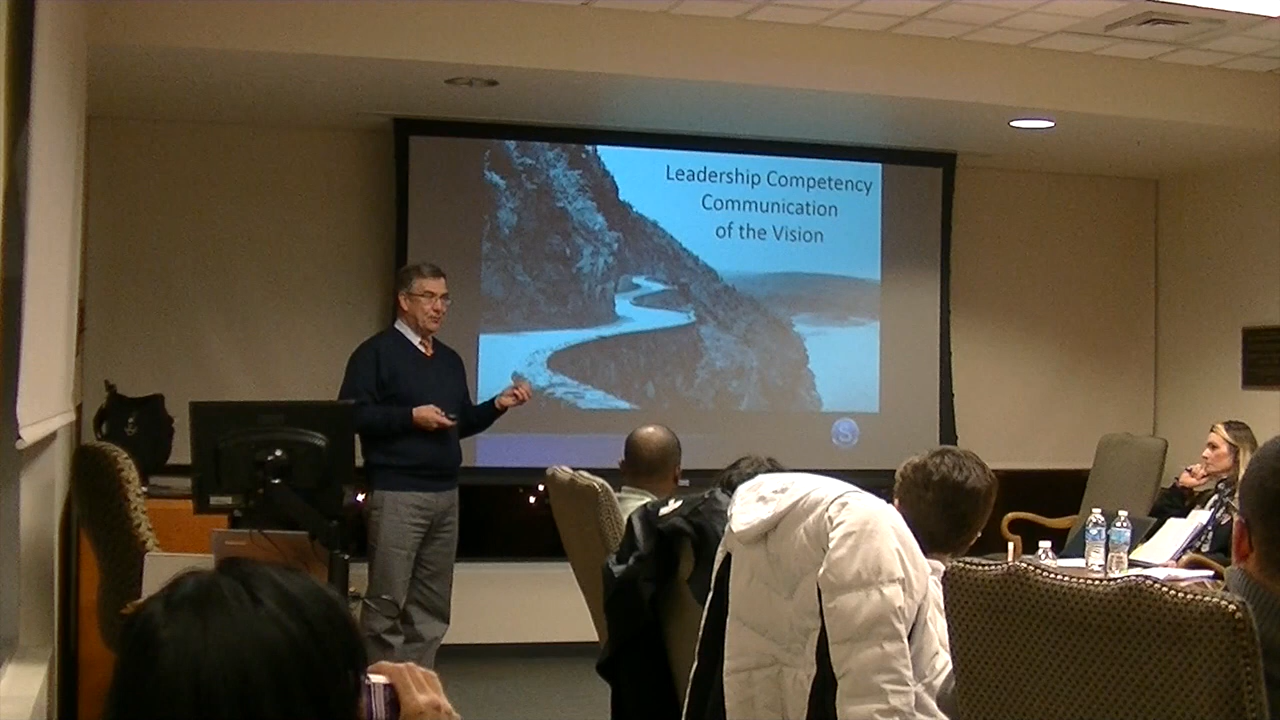 Leadership Competency
Communication
of the Vision
S